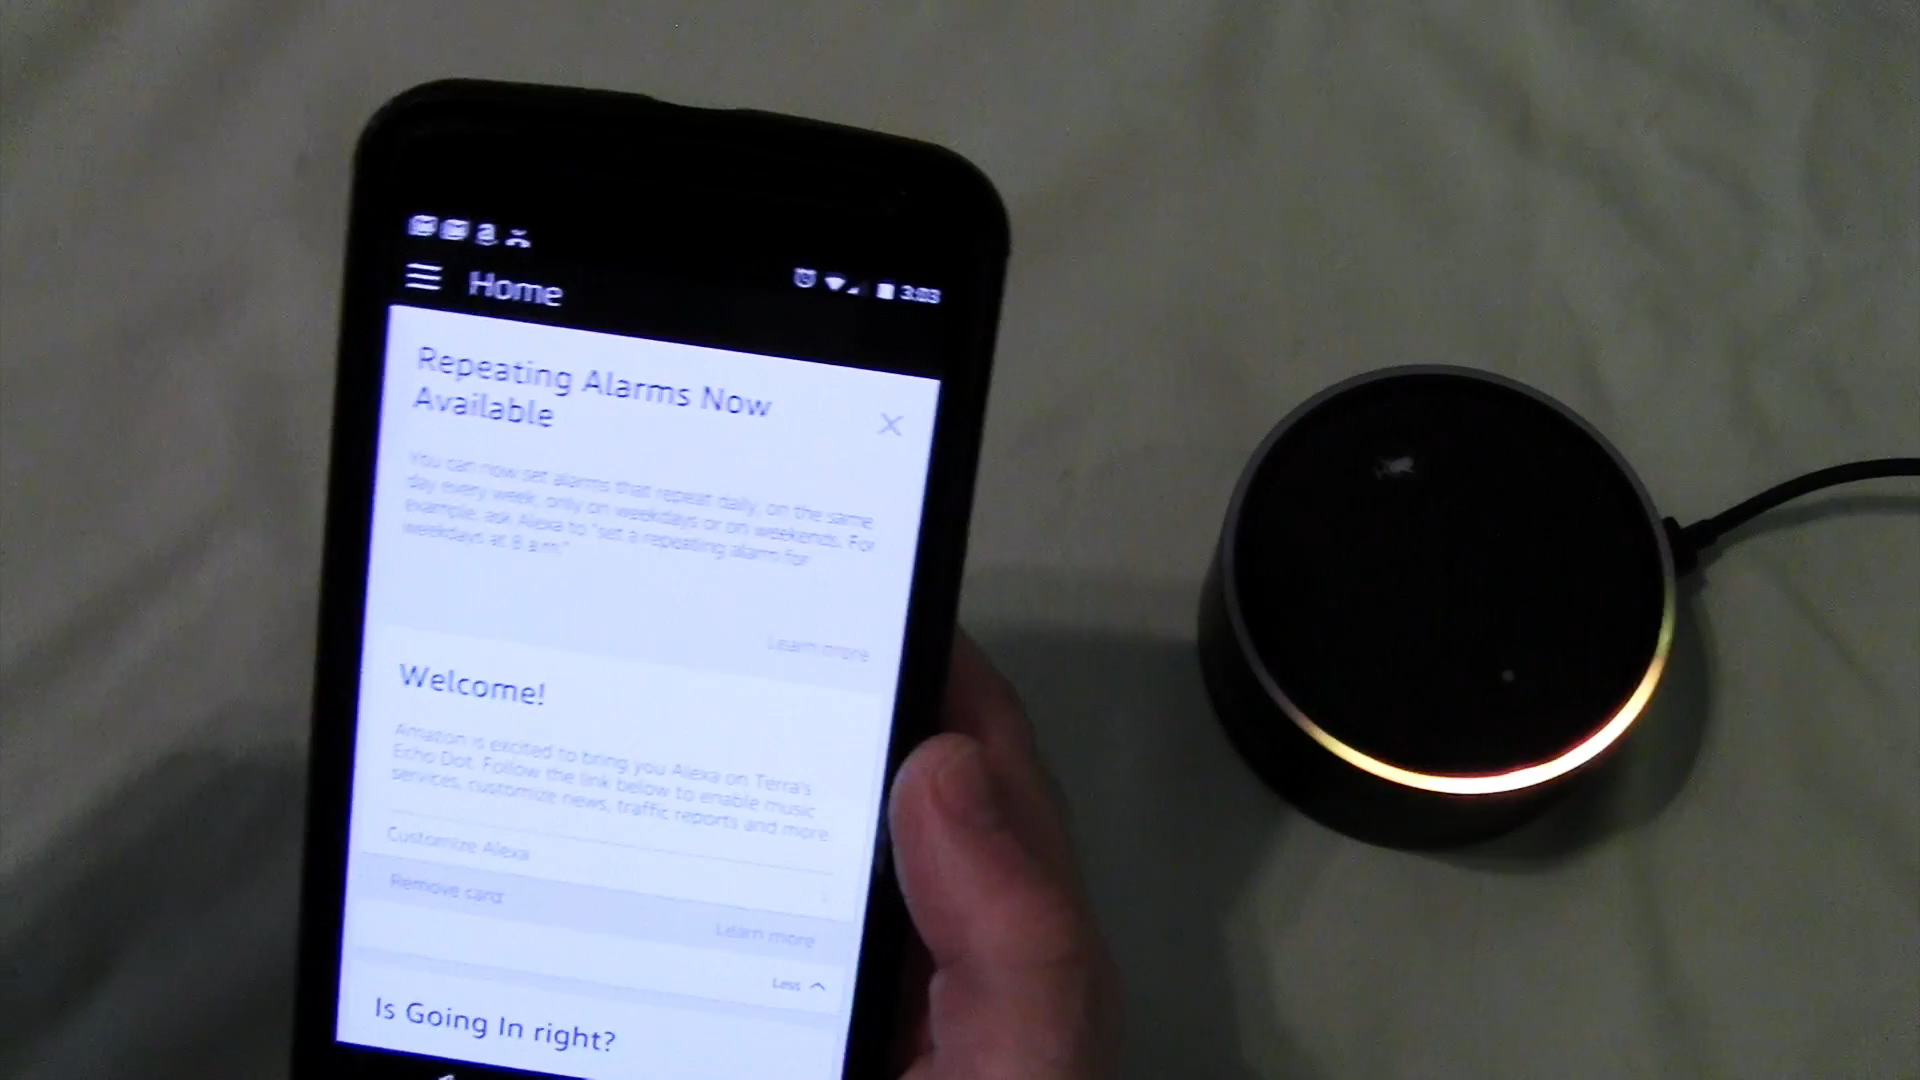 3:03
Home
Repeating Alarms Now
Available
You can now set alarms that repeat daily, on the same
day every week, only on weekdays or on weekends. For
example, ask Alexa to "set a repeating alarm for
weekdays at 8 a.m."
Learn more
Welcome!
Amazon is excited to bring you Alexa on Terra's
Echo Dot. Follow the link below to enable music
services, customize news, traffic reports and more.
Customize Alexa
Remove card
Learn more
Less
Is Going In right?